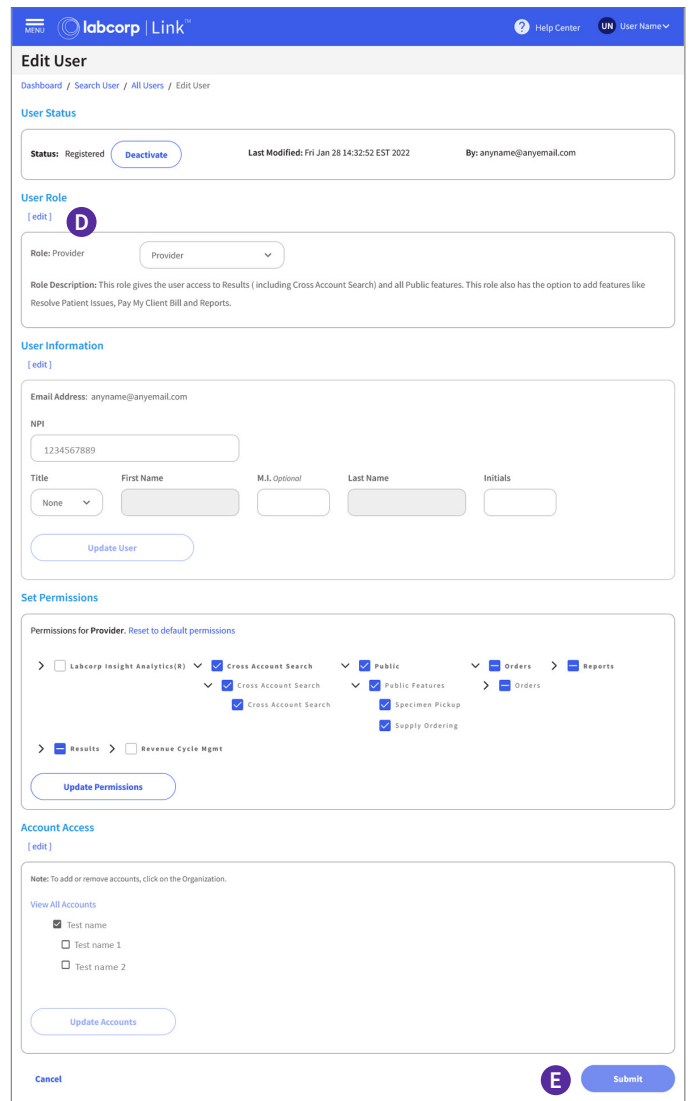 MENU labcorp | Link™ ? Help Center UN User Name
Edit User
Dashboard / Search User / All Users / Edit User
User Status
Status: Registered Deactivate Last Modified: Fri Jan 28 14:32:52 EST 2022 By: anyname@anyemail.com
User Role
[ edit ] D
Role: Provider Provider
Role Description: This role gives the user access to Results ( including Cross Account Search) and all Public features. This role also has the option to add features like
Resolve Patient Issues, Pay My Client Bill and Reports.
User Information
[ edit ]
Email Address: anyname@anyemail.com
NPI
1234567889
Title First Name M.I. Optional Last Name Initials
None
Update User
Set Permissions
Permissions for Provider. Reset to default permissions
Labcorp Insight Analytics(R) Cross Account Search Public Orders Reports
Cross Account Search Public Features Orders
Cross Account Search Specimen Pickup
Supply Ordering
Results Revenue Cycle Mgmt
Update Permissions
Account Access
[ edit ]
Note: To add or remove accounts, click on the Organization.
View All Accounts
Test name
Test name 1
Test name 2
Update Accounts
Cancel E Submit